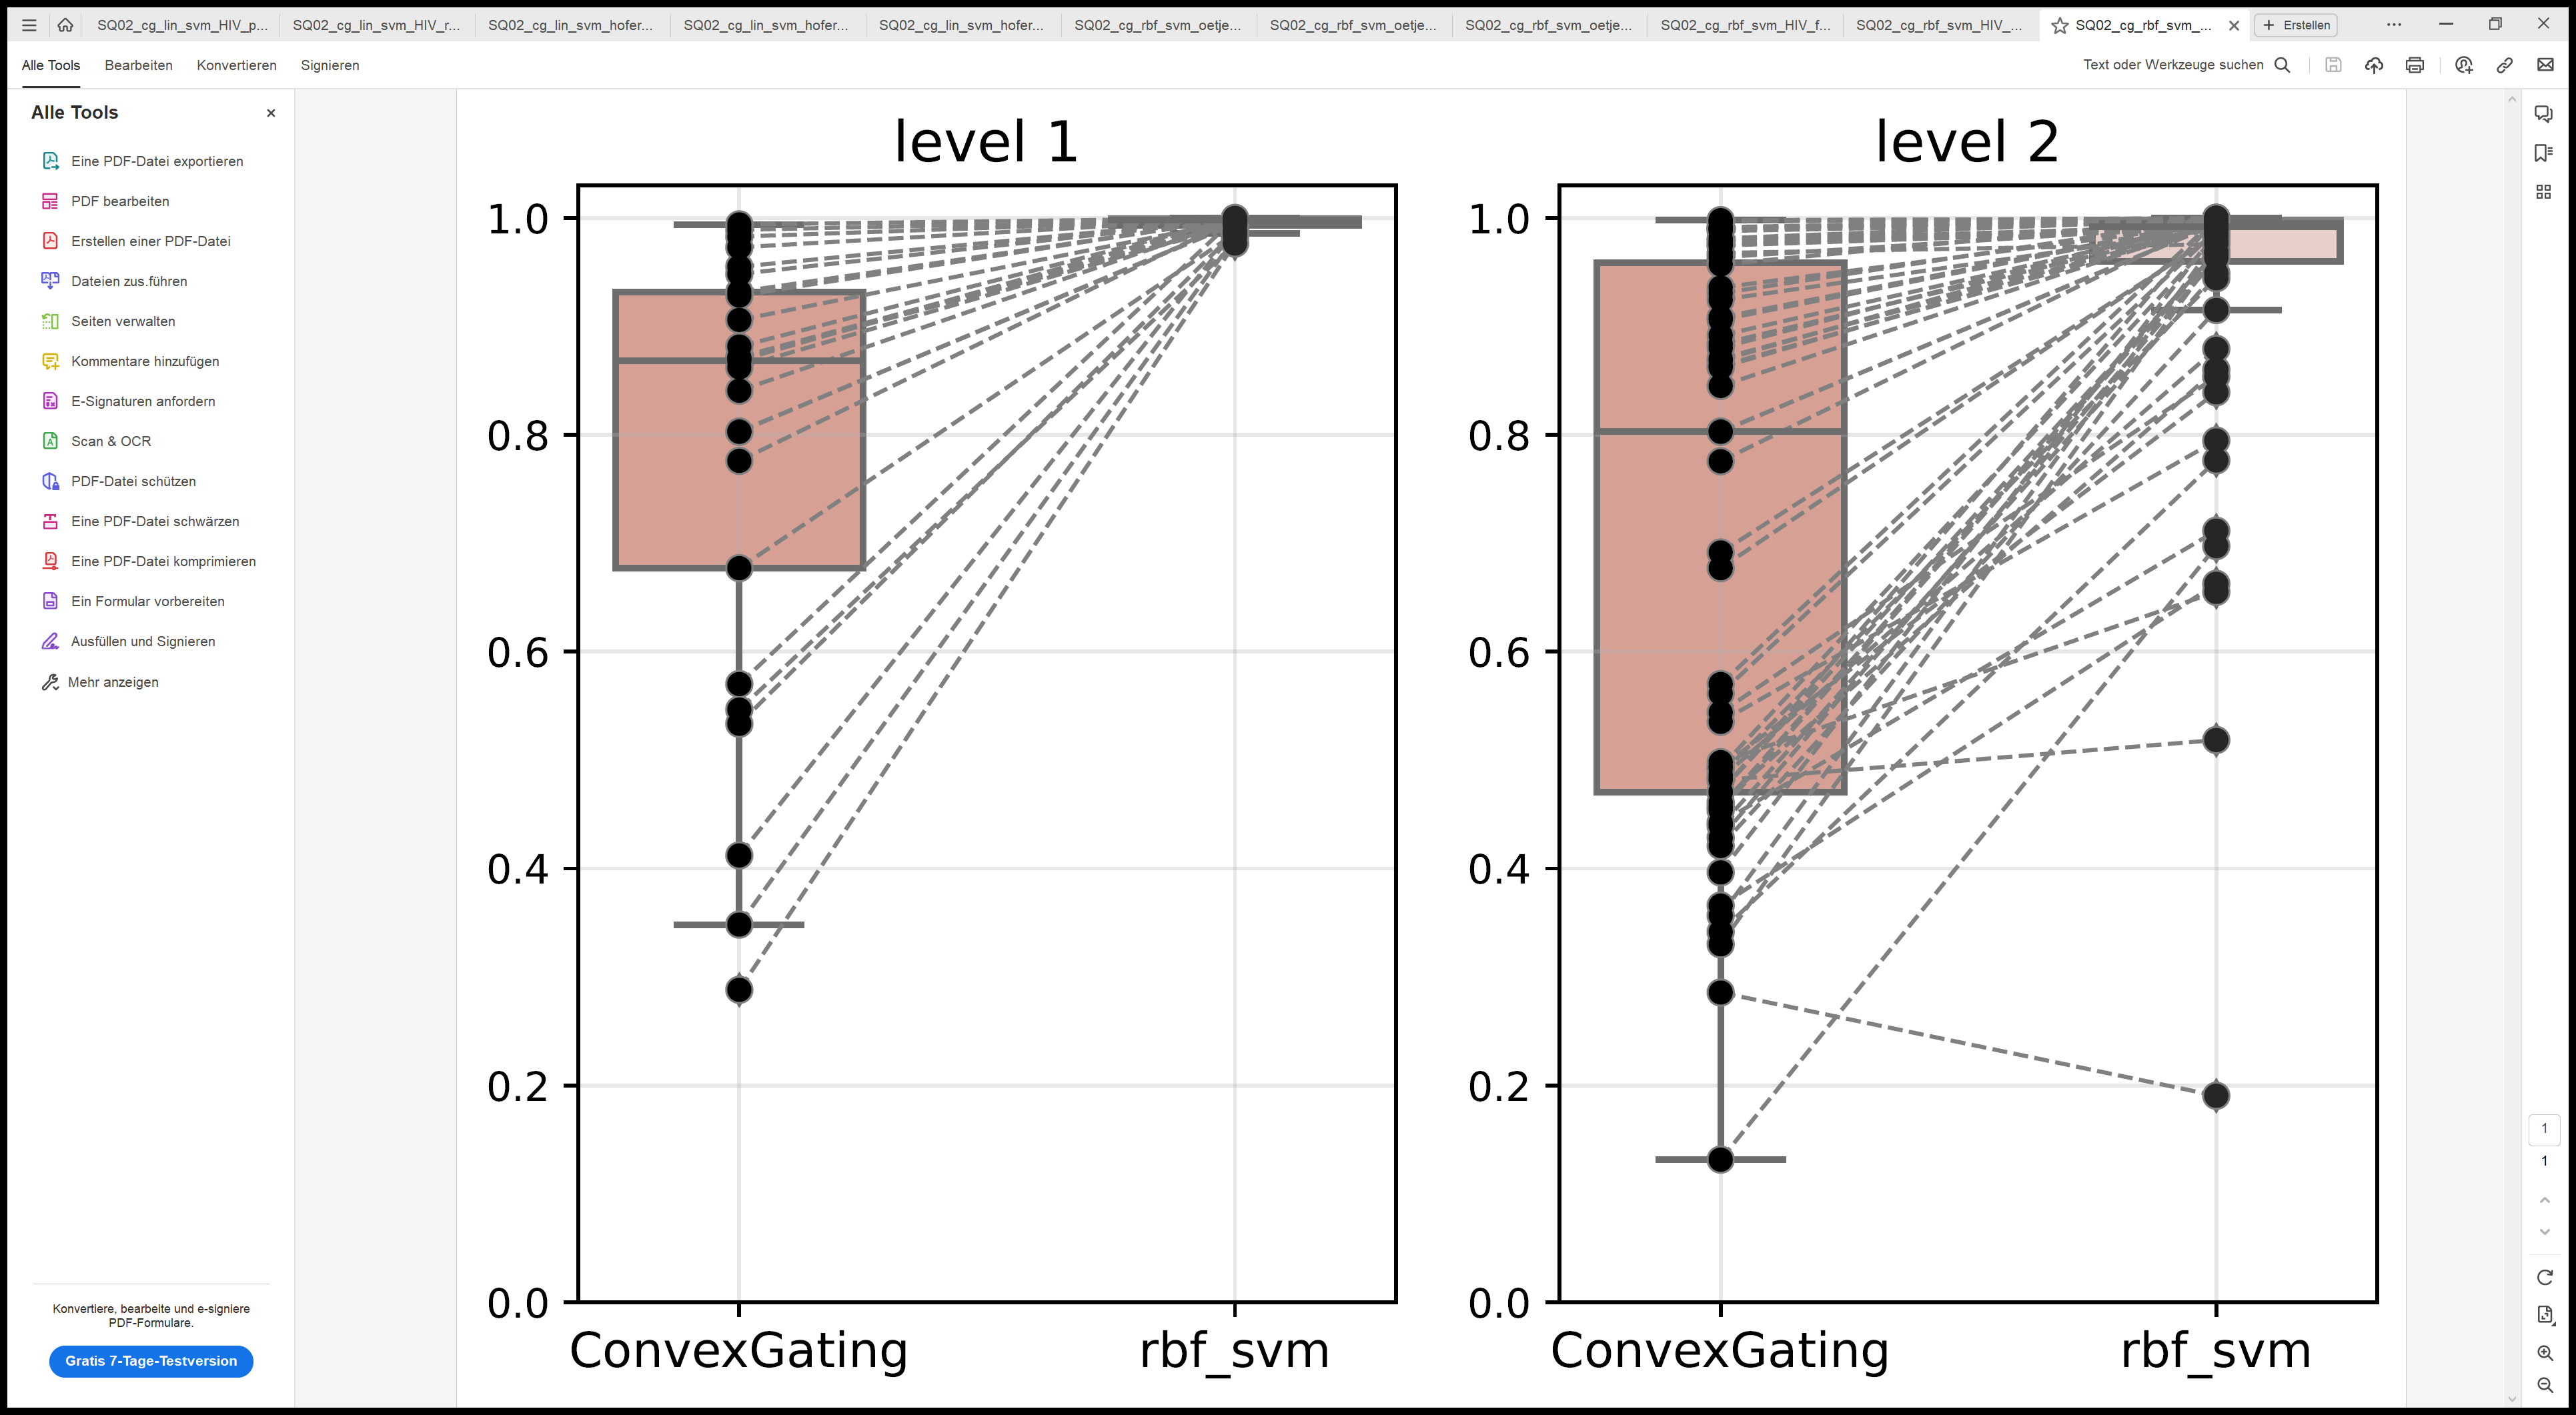 SQ02_cg_lin_svm_HIV_p...
SQ02_cg_lin_svm_HIV_r...
SQ02_cg_lin_svm_hofer...
SQ02_cg_lin_svm_hofer...
SQ02_cg_lin_svm_hofer...
SQ02_cg_rbf_svm_oetje...
SQ02_cg_rbf_svm_oetje...
SQ02_cg_rbf_svm_oetje...
SQ02_cg_rbf_svm_HIV_f...
SQ02_cg_rbf_svm_HIV_...
SQ02_cg_rbf_svm_...
Erstellen
Alle Tools
Bearbeiten
Konvertieren
Signieren
Text oder Werkzeuge suchen
Alle Tools
Eine PDF-Datei exportieren
PDF bearbeiten
Erstellen einer PDF-Datei
Dateien zus.führen
Seiten verwalten
Kommentare hinzufügen
E-Signaturen anfordern
Scan & OCR
PDF-Datei schützen
Eine PDF-Datei schwärzen
Eine PDF-Datei komprimieren
Ein Formular vorbereiten
Ausfüllen und Signieren
Mehr anzeigen
Konvertiere, bearbeite und e-signiere
PDF-Formulare.
Gratis 7-Tage-Testversion
level 1
1.0
0.8
0.6
0.4
0.2
0.0
ConvexGating
rbf_svm
level 2
1.0
0.8
0.6
0.4
0.2
0.0
ConvexGating
rbf_svm
1
1